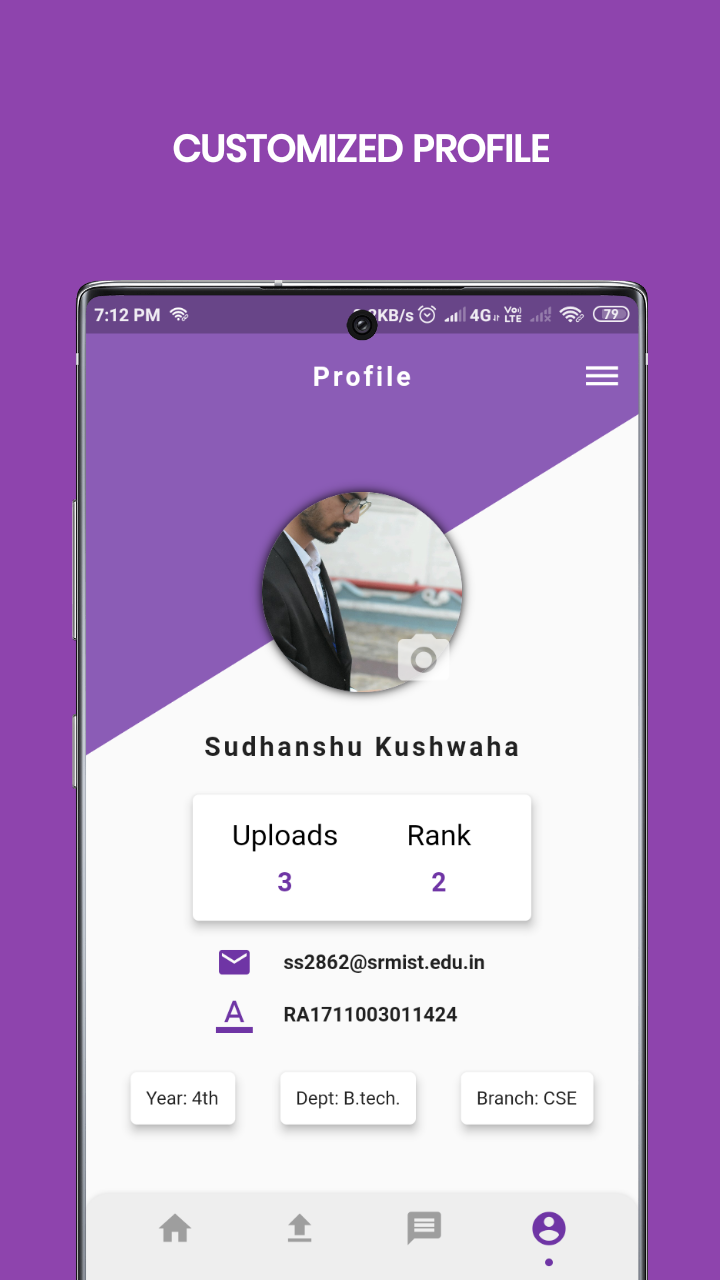 CUSTOMIZED PROFILE
7:12 PM KB/s 4G Vo) LTE 79
Profile
Sudhanshu Kushwaha
Uploads Rank
3 2
ss2862@srmist.edu.in
A RA1711003011424
Year: 4th Dept: B.tech. Branch: CSE